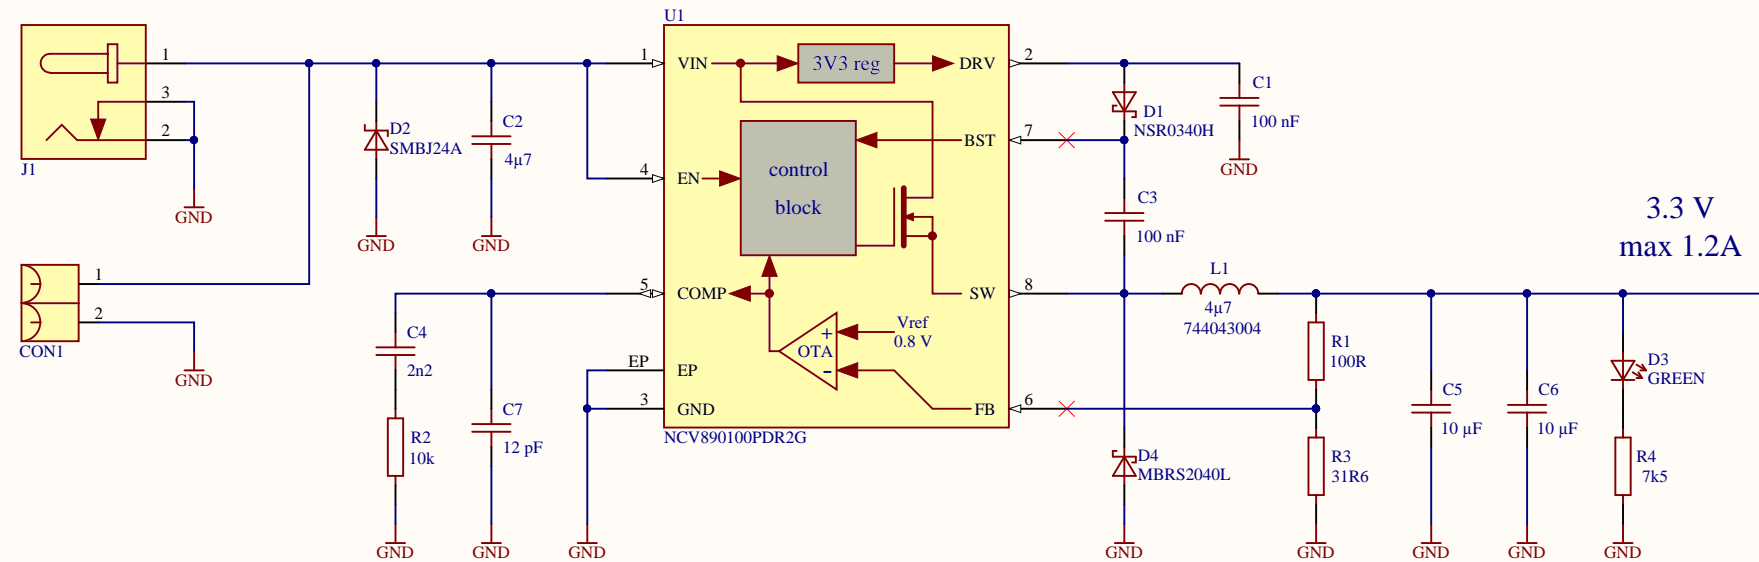 J1
1
3
2
GND
CON1
1
2
GND
D2
SMBJ24A
GND
C2
4µ7
GND
C4
2n2
R2
10k
GND
C7
12 pF
GND
GND
U1
1
VIN
4
EN
5
COMP
EP
EP
3
GND
3V3 reg
control
block
Vref
0.8 V
+
OTA
-
DRV
2
BST
7
SW
8
FB
6
NCV890100PDR2G
D1
NSR0340H
C1
100 nF
GND
C3
100 nF
L1
4µ7
744043004
D4
MBRS2040L
GND
R1
100R
R3
31R6
GND
C5
10 µF
GND
C6
10 µF
GND
D3
GREEN
R4
7k5
GND
3.3 V
max 1.2A